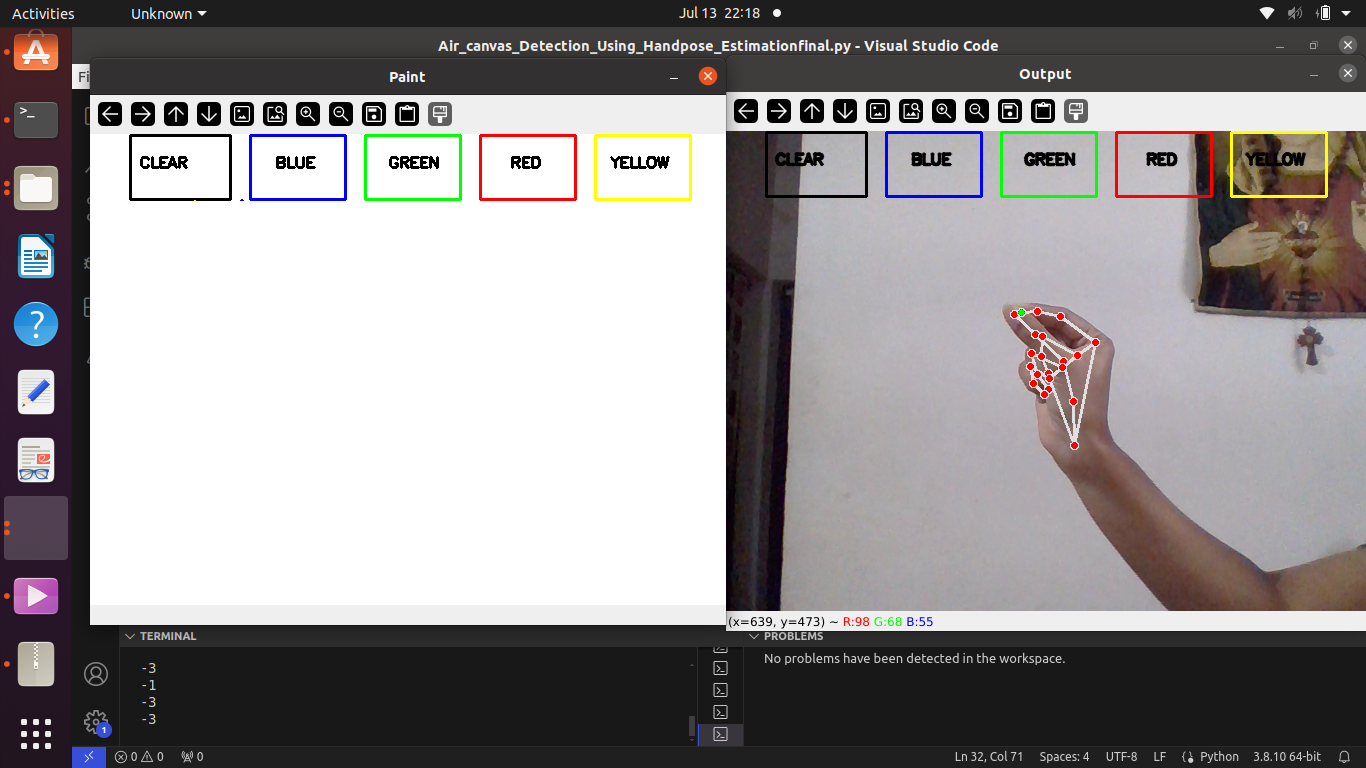 Activities
Unknown
Jul 13 22:18
Air_canvas_Detection_Using_Handpose_Estimationfinal.py - Visual Studio Code
Fi
Paint
Output
CLEAR
BLUE
GREEN
RED
YELLOW
CLEAR
BLUE
GREEN
RED
YELLOW
(x=639, y=473) ~ R:98 G:68 B:55
TERMINAL
-3
-1
-3
-3
PROBLEMS
No problems have been detected in the workspace.
1
0 0 0
Ln 32, Col 71 Spaces: 4 UTF-8 LF Python 3.8.10 64-bit